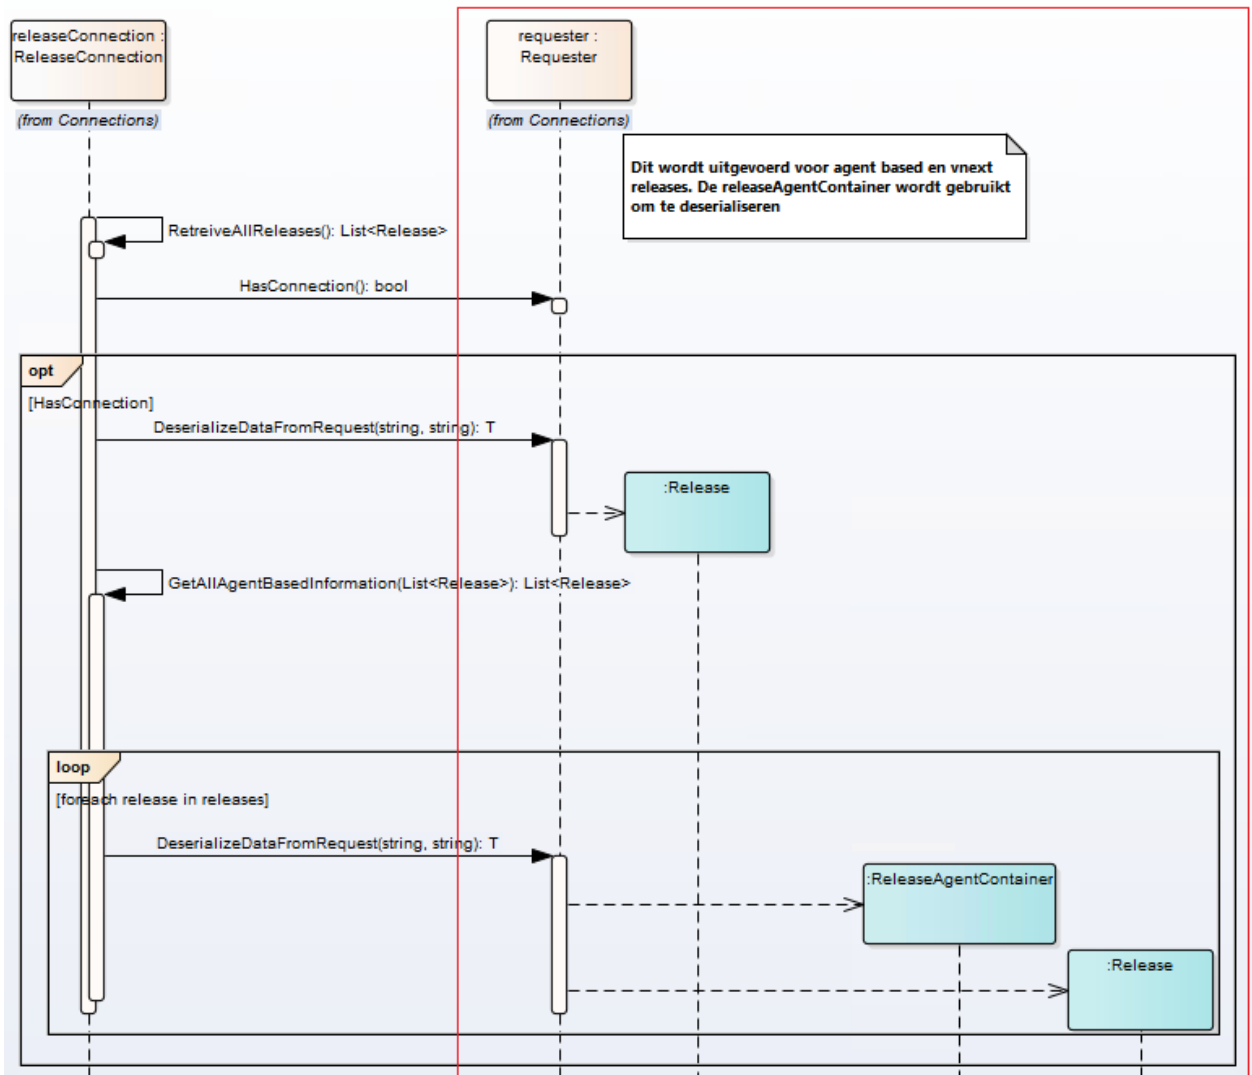 releaseConnection :
ReleaseConnection
(from Connections)
requester :
Requester
(from Connections)
Dit wordt uitgevoerd voor agent based en vnext
releases. De releaseAgentContainer wordt gebruikt
om te deserialiseren
RetreiveAllReleases(): List<Release>
HasConnection(): bool
opt
[HasConnection]
DeserializeDataFromRequest(string, string): T
:Release
GetAllAgentBasedInformation(List<Release>): List<Release>
loop
[foreach release in releases]
DeserializeDataFromRequest(string, string): T
:ReleaseAgentContainer
:Release